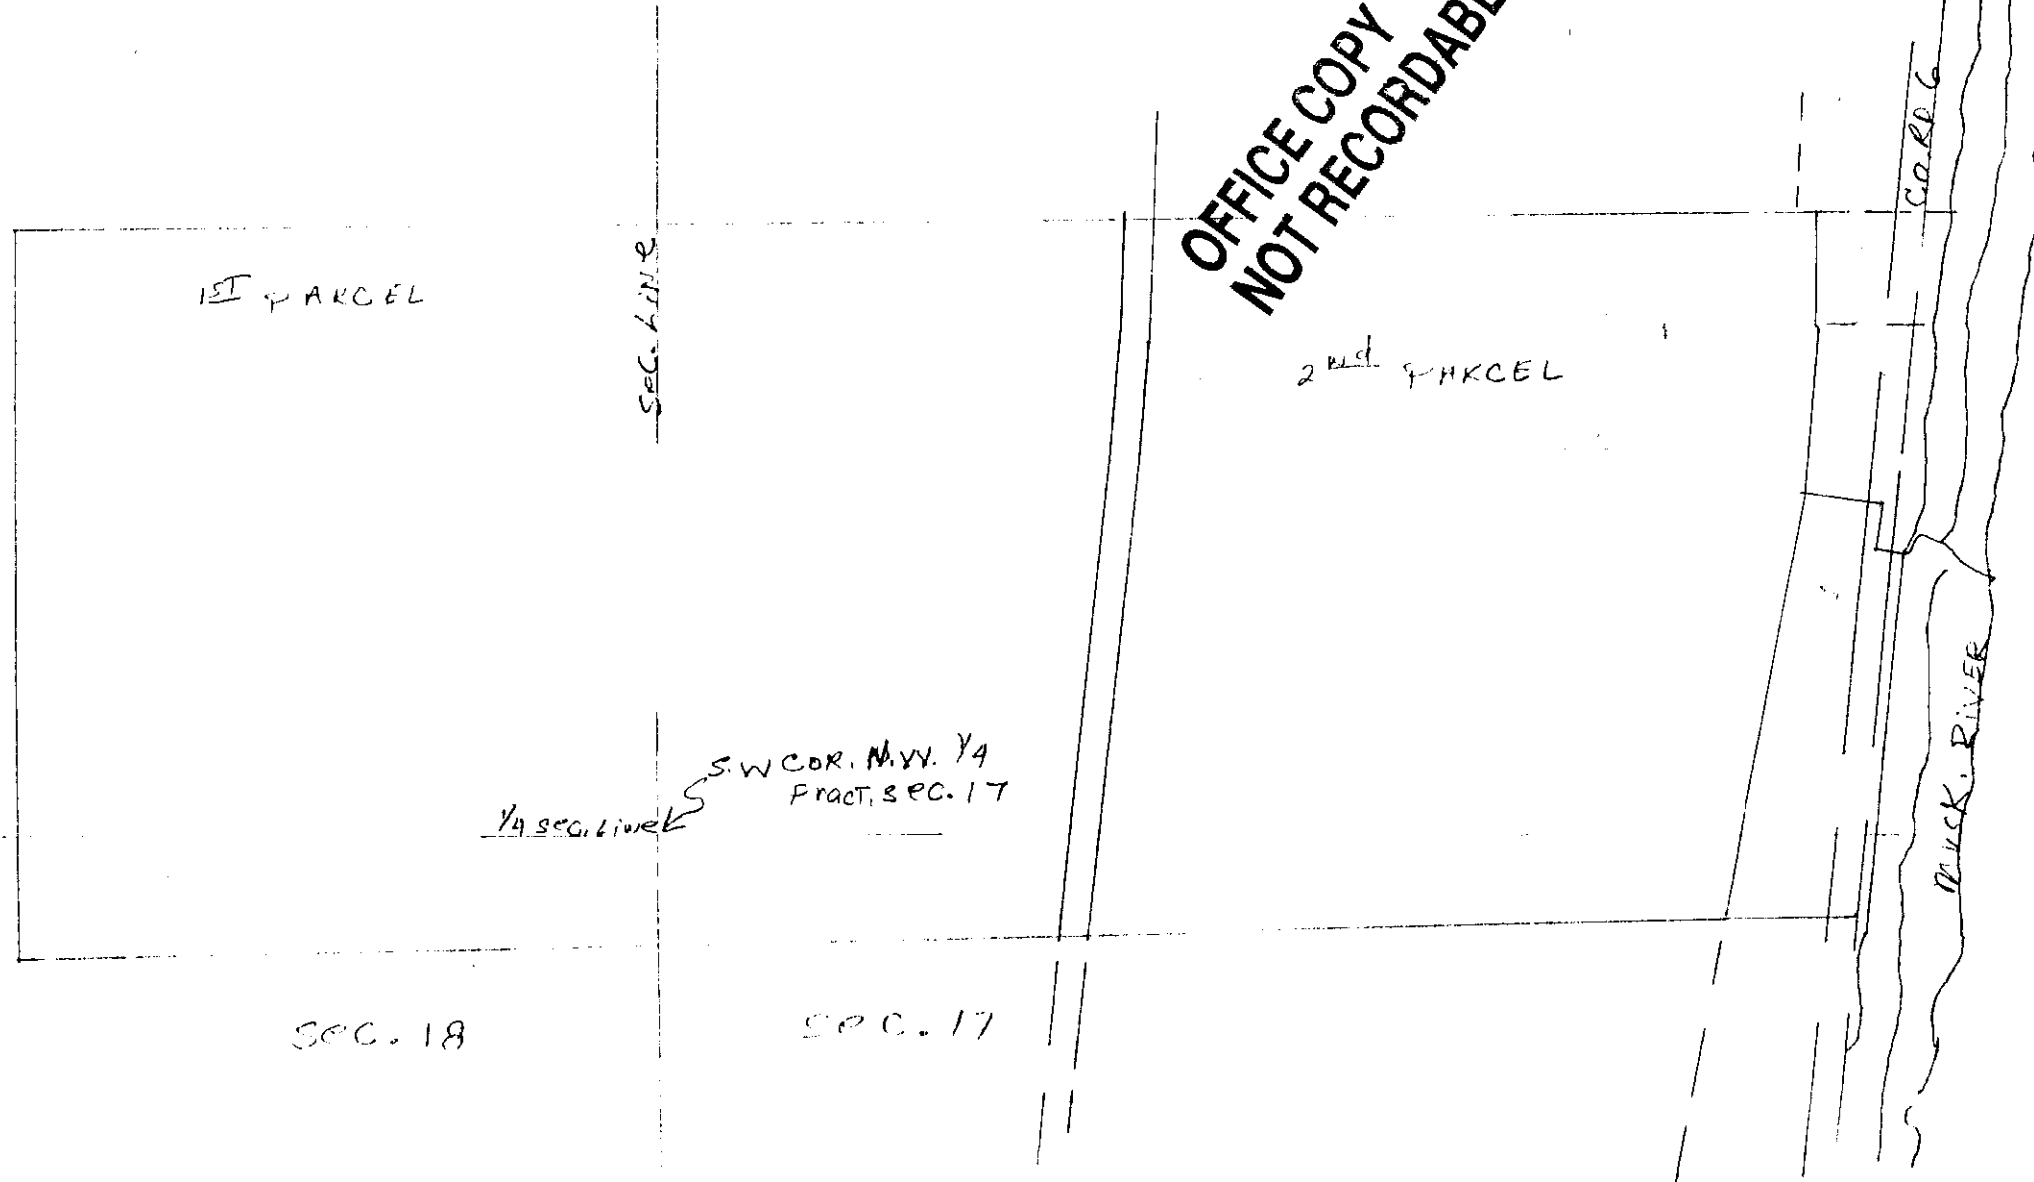 OFFICE COPY
NOT RECORDABLE
CO. RD 6
1ST PARCEL
Sec. Line
2nd PARCEL
S.W COR. N.W. 1/4
Fract. Sec. 17
1/4 Sec. Line
MUSK. RIVER
Sec. 18
Sec. 17